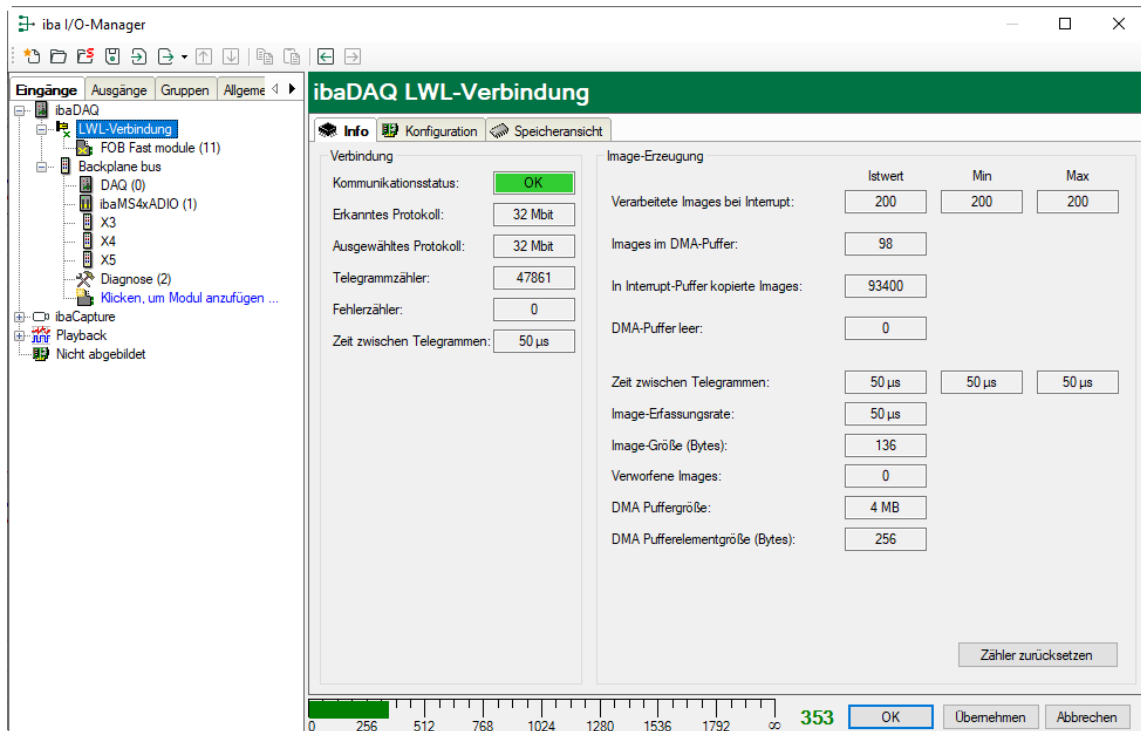 iba I/O-Manager
Eingänge Ausgänge Gruppen Allgeme
ibaDAQ
LWL-Verbindung
FOB Fast module (11)
Backplane bus
DAQ (0)
ibaMS4xADIO (1)
X3
X4
X5
Diagnose (2)
Klicken, um Modul anzufügen ...
ibaCapture
Playback
Nicht abgebildet
ibaDAQ LWL-Verbindung
Info Konfiguration Speicheransicht
Verbindung
Kommunikationsstatus: OK
Erkanntes Protokoll: 32 Mbit
Ausgewähltes Protokoll: 32 Mbit
Telegrammzähler: 47861
Fehlerzähler: 0
Zeit zwischen Telegrammen: 50 µs
Image-Erzeugung
Istwert Min Max
Verarbeitete Images bei Interrupt: 200 200 200
Images im DMA-Puffer: 98
In Interrupt-Puffer kopierte Images: 93400
DMA-Puffer leer: 0
Zeit zwischen Telegrammen: 50 µs 50 µs 50 µs
Image-Erfassungsrate: 50 µs
Image-Größe (Bytes): 136
Verworfene Images: 0
DMA Puffergröße: 4 MB
DMA Pufferelementgröße (Bytes): 256
Zähler zurücksetzen
0 256 512 768 1024 1280 1536 1792 ∞
353
OK Übernehmen Abbrechen